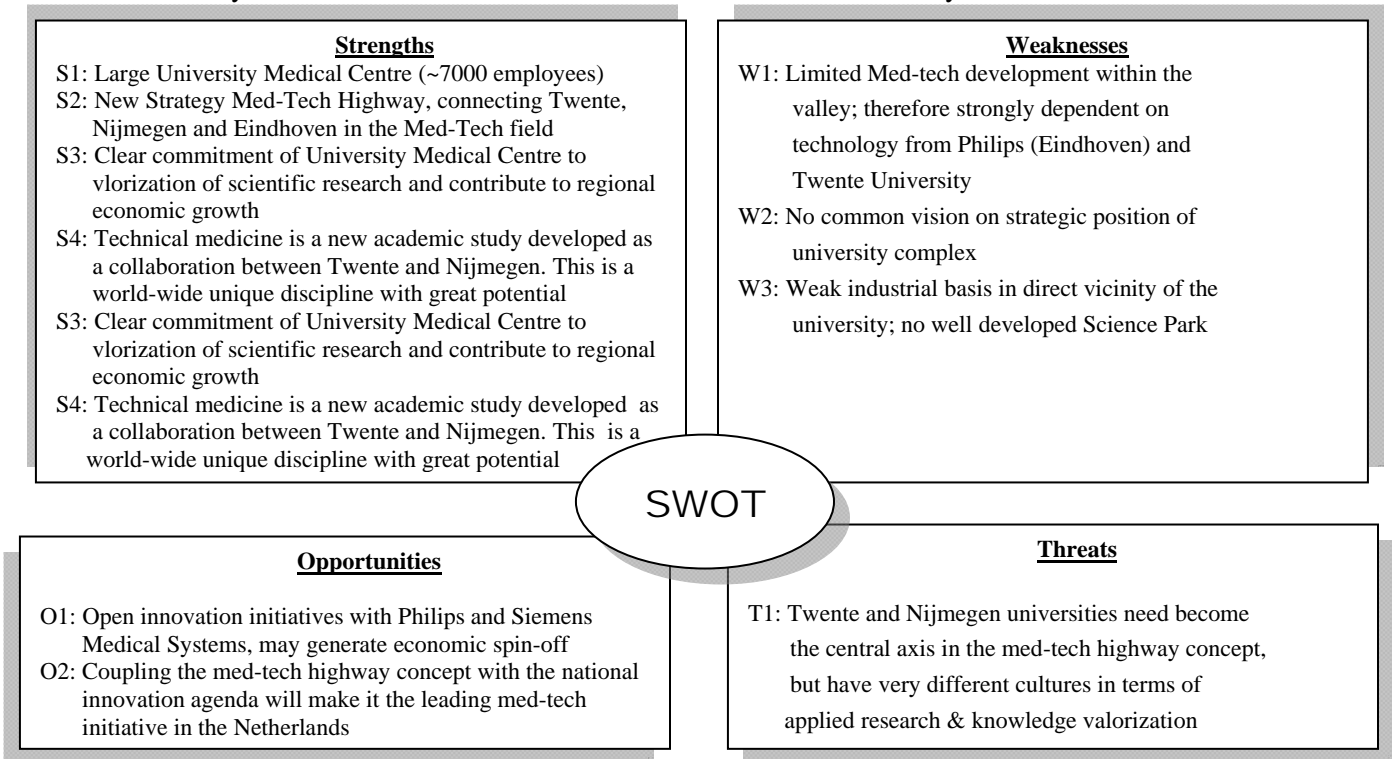 Strengths
S1: Large University Medical Centre (~7000 employees)
S2: New Strategy Med-Tech Highway, connecting Twente,
Nijmegen and Eindhoven in the Med-Tech field
S3: Clear commitment of University Medical Centre to
vlorization of scientific research and contribute to regional
economic growth
S4: Technical medicine is a new academic study developed as
a collaboration between Twente and Nijmegen. This is a
world-wide unique discipline with great potential
S3: Clear commitment of University Medical Centre to
vlorization of scientific research and contribute to regional
economic growth
S4: Technical medicine is a new academic study developed as
a collaboration between Twente and Nijmegen. This is a
world-wide unique discipline with great potential
Weaknesses
W1: Limited Med-tech development within the
valley; therefore strongly dependent on
technology from Philips (Eindhoven) and
Twente University
W2: No common vision on strategic position of
university complex
W3: Weak industrial basis in direct vicinity of the
university; no well developed Science Park
SWOT
Opportunities
O1: Open innovation initiatives with Philips and Siemens
Medical Systems, may generate economic spin-off
O2: Coupling the med-tech highway concept with the national
innovation agenda will make it the leading med-tech
initiative in the Netherlands
Threats
T1: Twente and Nijmegen universities need become
the central axis in the med-tech highway concept,
but have very different cultures in terms of
applied research & knowledge valorization